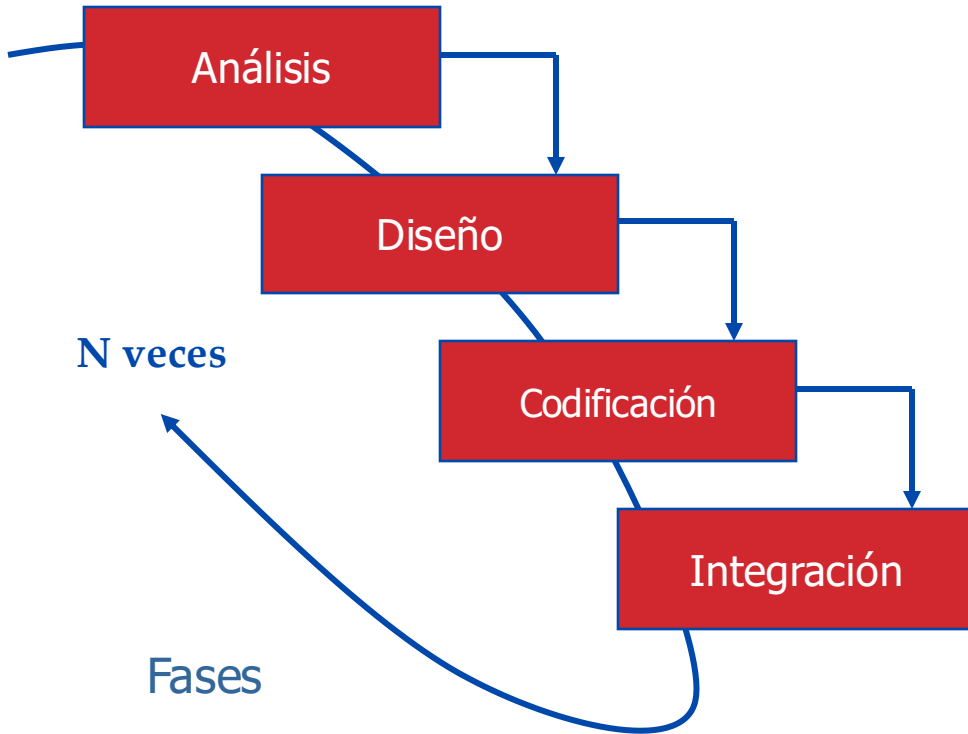 Análisis
Diseño
N veces
Codificación
Integración
Fases